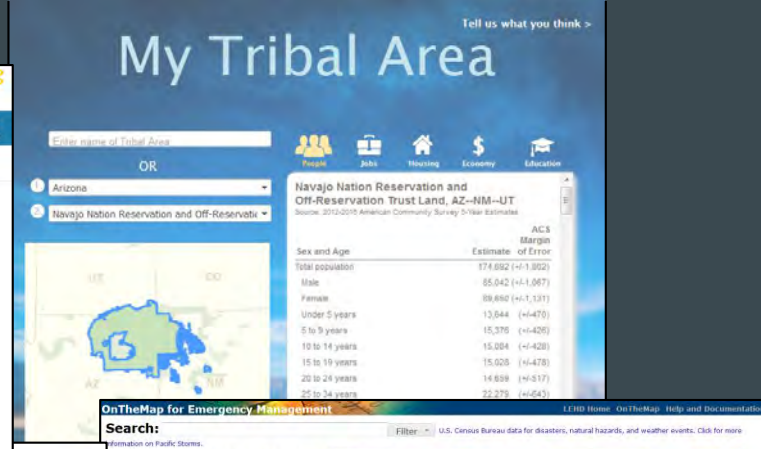 Tell us what you think >
My Tribal Area
Enter name of Tribal Area
OR
1 Arizona
2 Navajo Nation Reservation and Off-Reservatic
People Jobs Housing Economy Education
Navajo Nation Reservation and
Off-Reservation Trust Land, AZ--NM--UT
Source: 2012-2015 American Community Survey 5-Year Estimates
ACS
Margin
Sex and Age Estimate of Error
Total population 174,692 (+/-1,802)
Male 85,042 (+/-1,067)
Female 89,650 (+/-1,131)
Under 5 years 13,644 (+/-470)
5 to 9 years 15,376 (+/-426)
10 to 14 years 15,084 (+/-428)
15 to 19 years 15,028 (+/-478)
20 to 24 years 14,659 (+/-517)
25 to 34 years 22,279 (+/-643)
UT CO
AZ NM
OnTheMap for Emergency Management
LEHD Home OnTheMap Help and Documentatio
Search: Filter U.S. Census Bureau data for disasters, natural hazards, and weather events. Click for more
information on Pacific Storms.